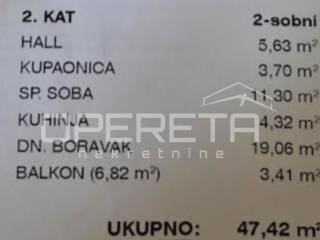 2. KAT 2-sobni
HALL 5,63 m²
KUPAONICA 3,70 m²
SP. SOBA 11,30 m²
KUHINJA 4,32 m²
UPERETA
DN. BORAVAK 19,06 m²
nekretnine
BALKON (6,82 m²) 3,41 m²
UKUPNO: 47,42 m²